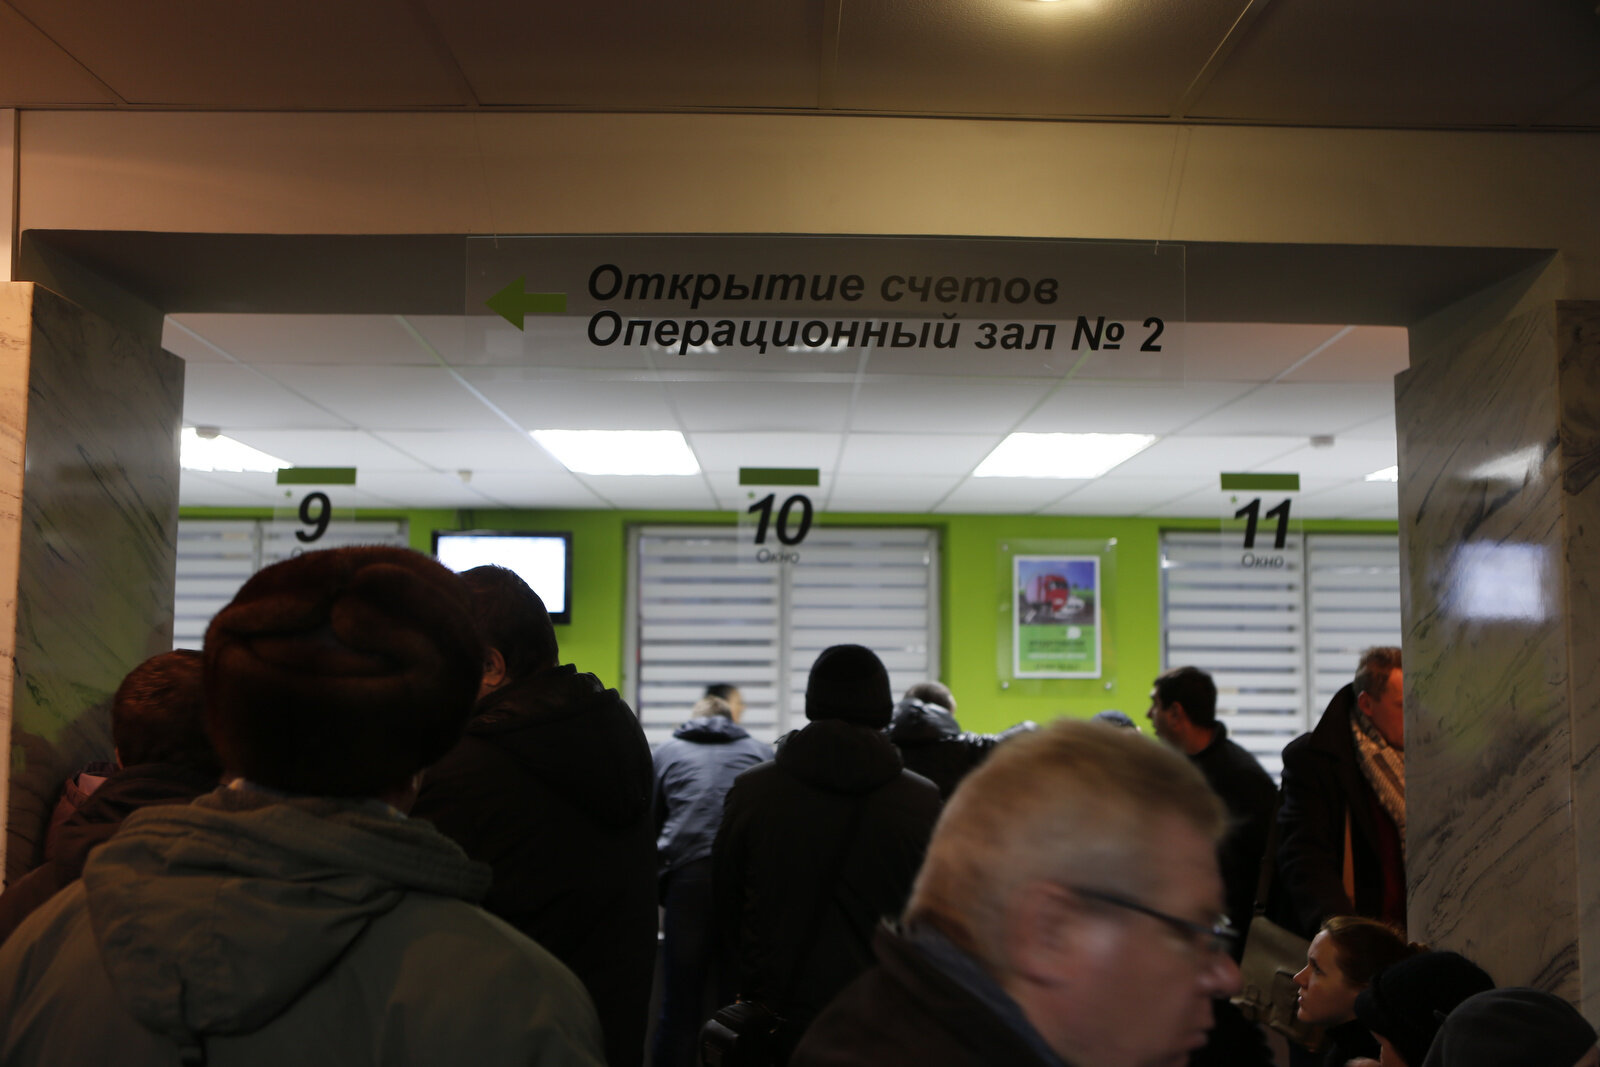 Открытие счетов
Операционный зал № 2
9
10
Окно
11
Окно